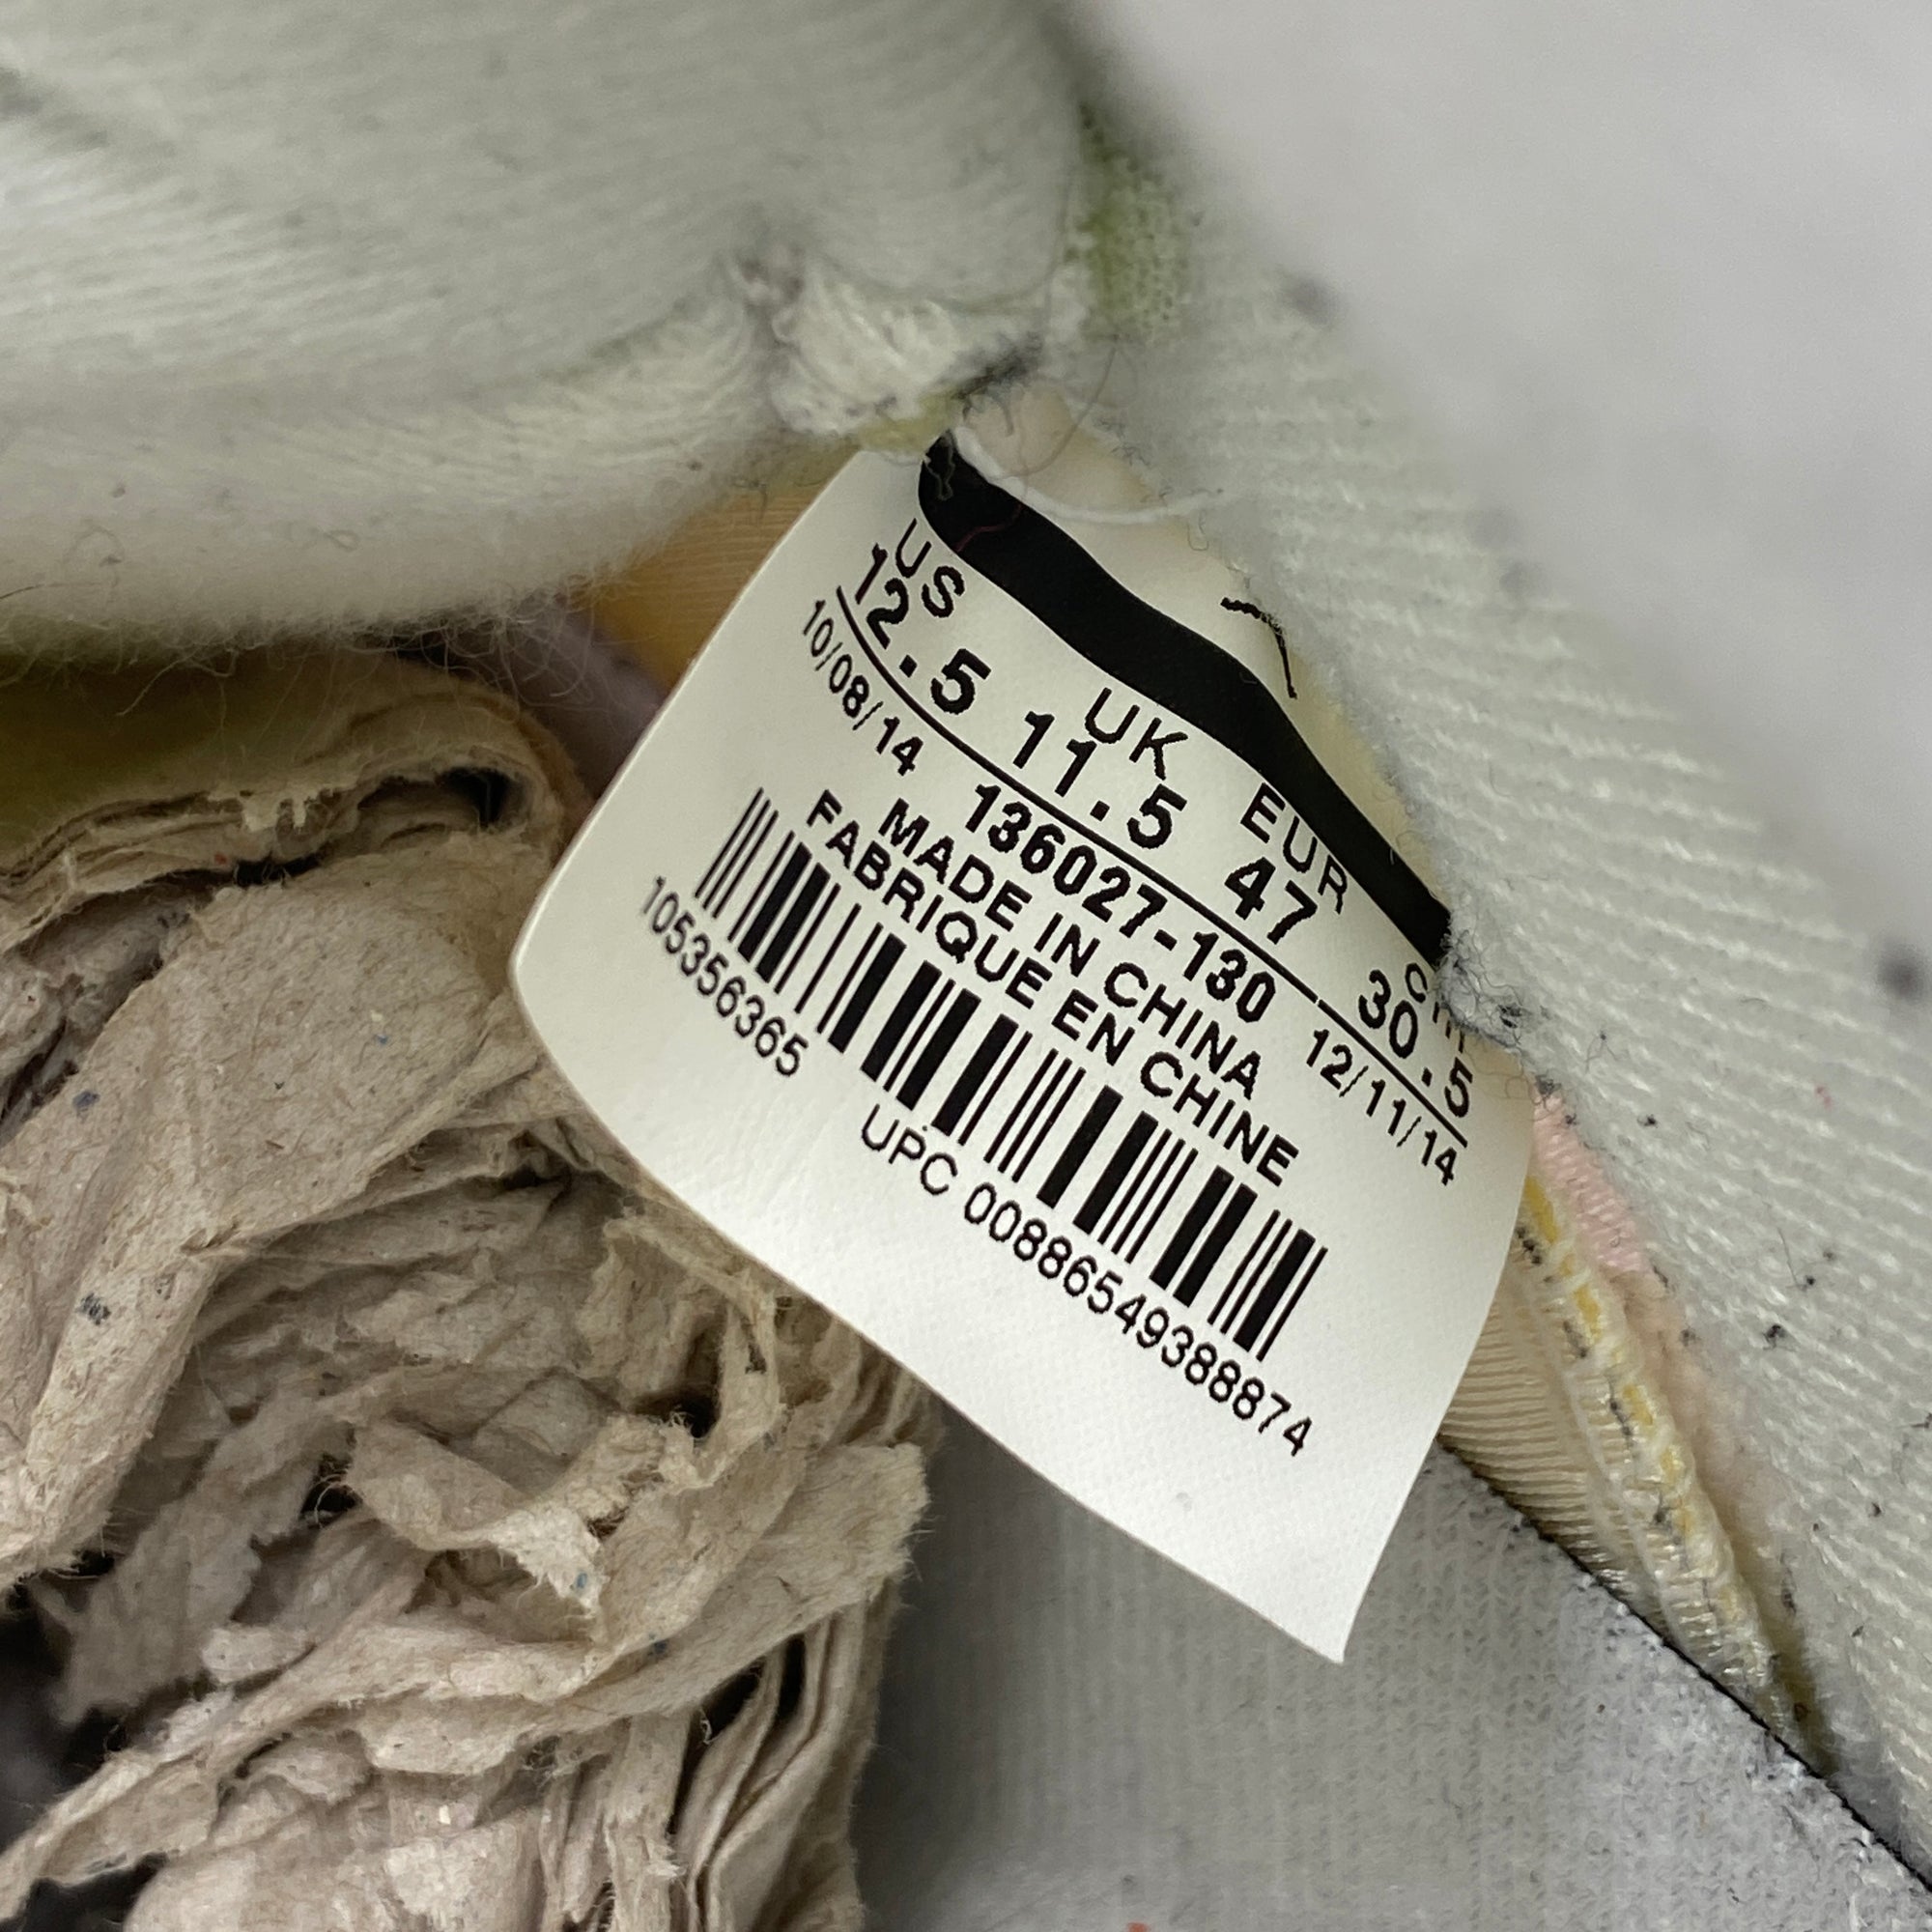 US UK EUR cm
12.5 11.5 47 30.5
10/08/14 136027-130 12/11/14
MADE IN CHINA
FABRIQUE EN CHINE
105356365
UPC 00886549388874